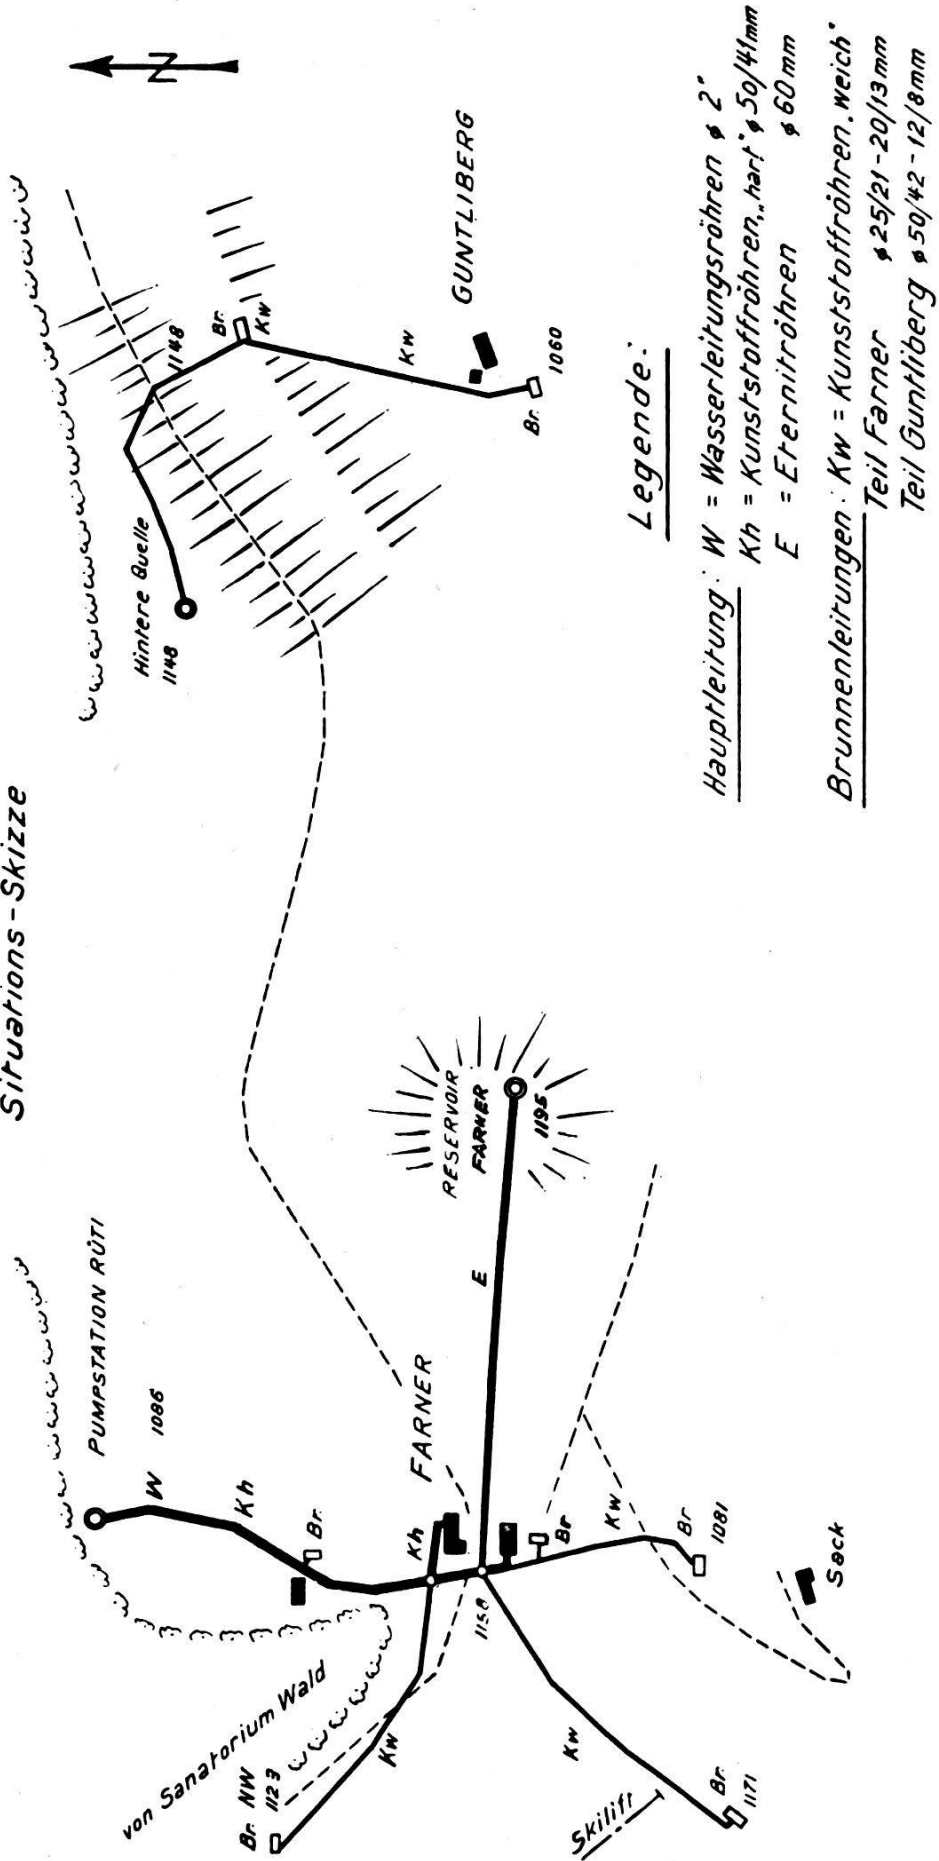 Situations-Skizze
N
PUMPSTATION RÜTI
1086
W
Kh
Br.
FARNER
Kh
1158
E
RESERVOIR
FARNER
1195
Br
Kw
Br.
1081
Sack
von Sanatorium Wald
Br. NW
1123
Kw
Kw
Skilift
Br.
1171
Hintere Quelle
1148
1148
Br.
Kw
Kw
GUNTLIBERG
Br.
1060
Legende:
Hauptleitung: W = Wasserleitungsröhren ø 2"
Kh = Kunststoffröhren „hart" ø 50/41mm
E = Eternitröhren ø 60mm
Brunnenleitungen: Kw = Kunststoffröhren „weich"
Teil Farner ø 25/21-20/13mm
Teil Guntliberg ø 50/42-12/8mm